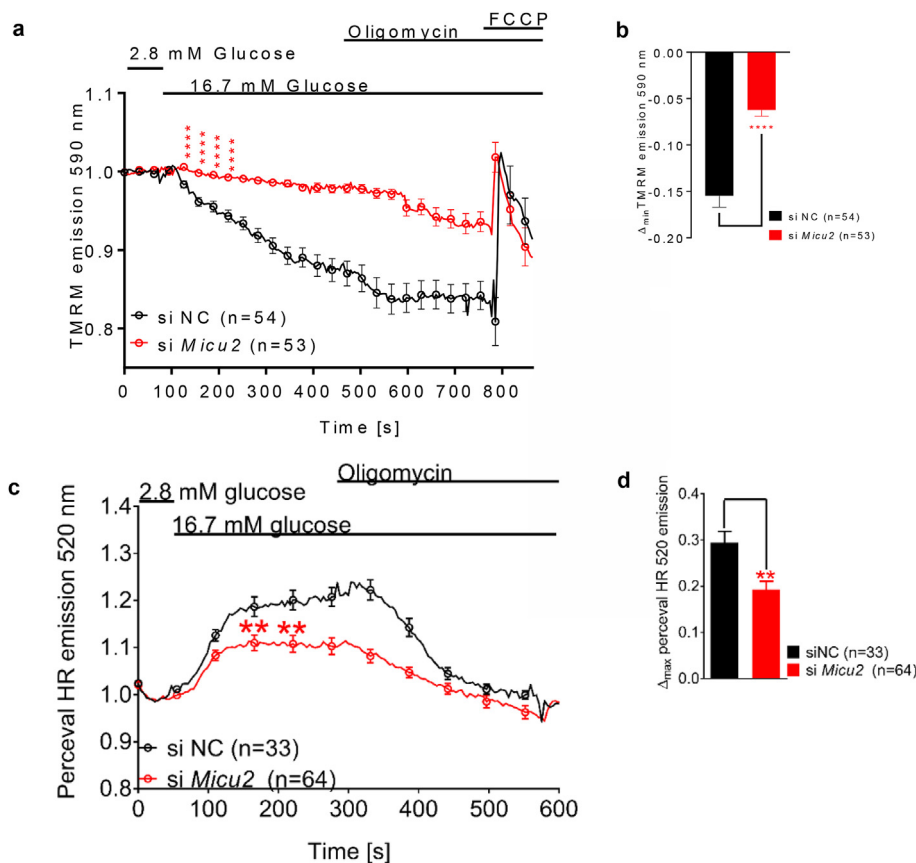 a
FCCP
Oligomycin
2.8 mM Glucose
16.7 mM Glucose
1.1
1.0
0.9
0.8
TMRM emission 590 nm
****
****
****
****
si NC (n=54)
si Micu2 (n=53)
0 100 200 300 400 500 600 700 800
Time [s]
b
0.00
-0.05
-0.10
-0.15
-0.20
Δmin TMRM emission 590 nm
****
si NC (n=54)
si Micu2 (n=53)
c
Oligomycin
2.8 mM glucose
16.7 mM glucose
1.4
1.3
1.2
1.1
1.0
0.9
0.8
Perceval HR emission 520 nm
** **
si NC (n=33)
si Micu2 (n=64)
0 100 200 300 400 500 600
Time [s]
d
0.4
0.3
0.2
0.1
0.0
Δmax perceval HR 520 emission
**
siNC (n=33)
si Micu2 (n=64)